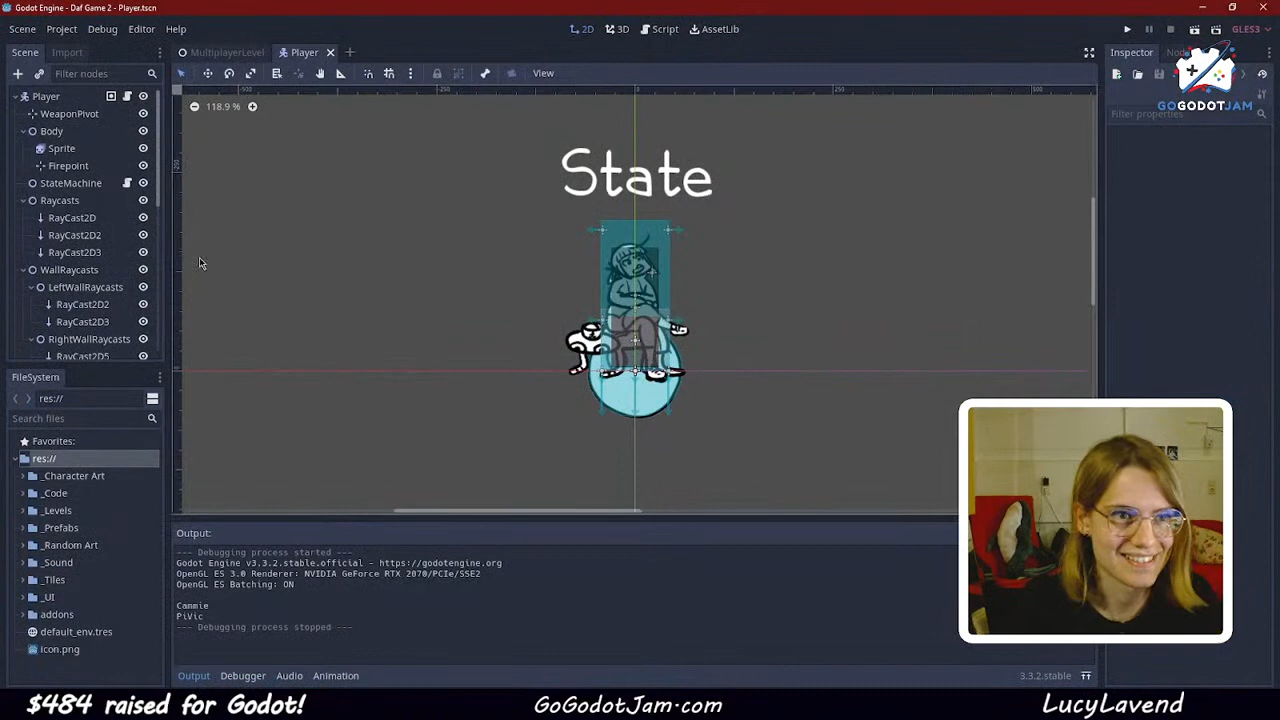 Godot Engine - Daf Game 2 - Player.tscn
Scene Project Debug Editor Help
2D 3D Script AssetLib
GLES3
Scene Import
MultiplayerLevel Player
Inspector
Filter nodes
View
GOGODOTJAM
Filter properties
-500 -250 0 250 500
118.9 %
Player
WeaponPivot
Body
Sprite
Firepoint
StateMachine
Raycasts
RayCast2D
RayCast2D2
RayCast2D3
WallRaycasts
LeftWallRaycasts
RayCast2D2
RayCast2D3
RightWallRaycasts
RayCast2D5
State
FileSystem
res://
Search files
Favorites:
res://
_Character Art
_Code
_Levels
_Prefabs
_Random Art
_Sound
_Tiles
_UI
addons
default_env.tres
icon.png
Output:
--- Debugging process started ---
Godot Engine v3.3.2.stable.official - https://godotengine.org
OpenGL ES 3.0 Renderer: NVIDIA GeForce RTX 2070/PCIe/SSE2
OpenGL ES Batching: ON
Cammie
PiVic
--- Debugging process stopped ---
Output Debugger Audio Animation
3.3.2.stable
$484 raised for Godot! GoGodotJam.com LucyLavend